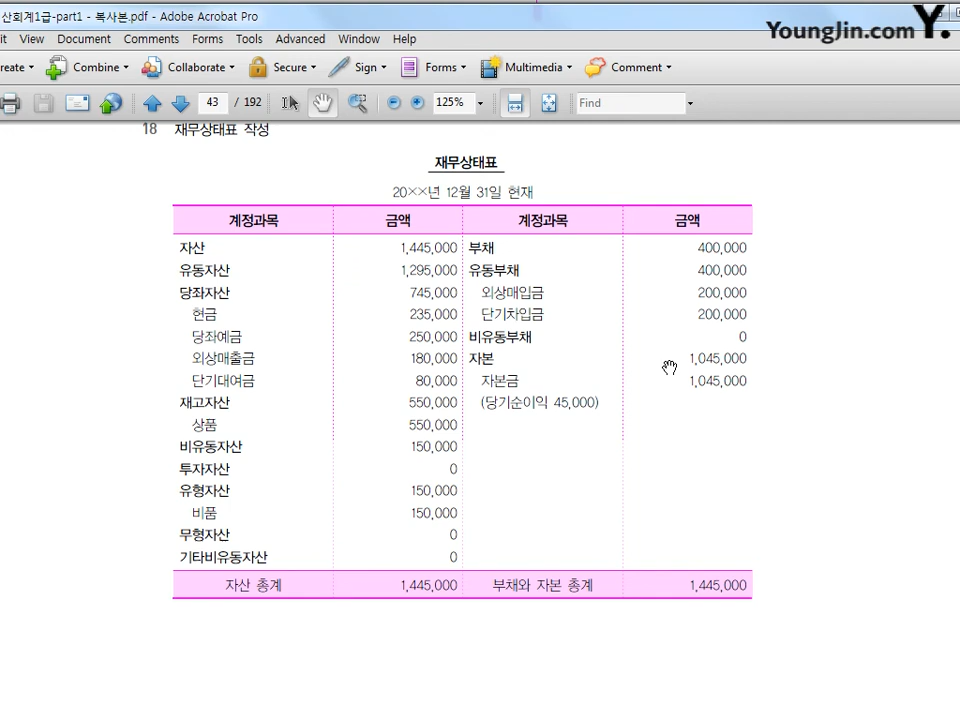 산회계1급-part1 - 복사본.pdf - Adobe Acrobat Pro
YoungJin.com Y.
it View Document Comments Forms Tools Advanced Window Help
reate Combine Collaborate Secure Sign Forms Multimedia Comment
43 / 192 125% Find
18 재무상태표 작성
재무상태표
20××년 12월 31일 현재
계정과목 금액 계정과목 금액
자산 1,445,000 부채 400,000
유동자산 1,295,000 유동부채 400,000
당좌자산 745,000 외상매입금 200,000
현금 235,000 단기차입금 200,000
당좌예금 250,000 비유동부채 0
외상매출금 180,000 자본 1,045,000
단기대여금 80,000 자본금 1,045,000
재고자산 550,000 (당기순이익 45,000)
상품 550,000
비유동자산 150,000
투자자산 0
유형자산 150,000
비품 150,000
무형자산 0
기타비유동자산 0
자산 총계 1,445,000 부채와 자본 총계 1,445,000